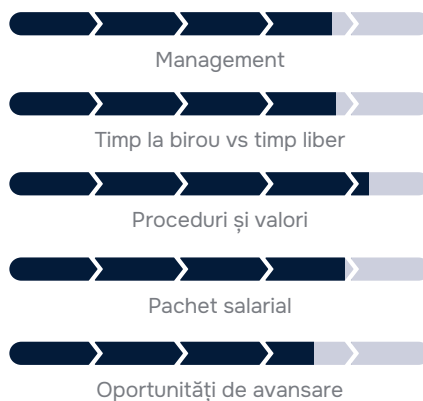 Management
Timp la birou vs timp liber
Proceduri și valori
Pachet salarial
Oportunități de avansare